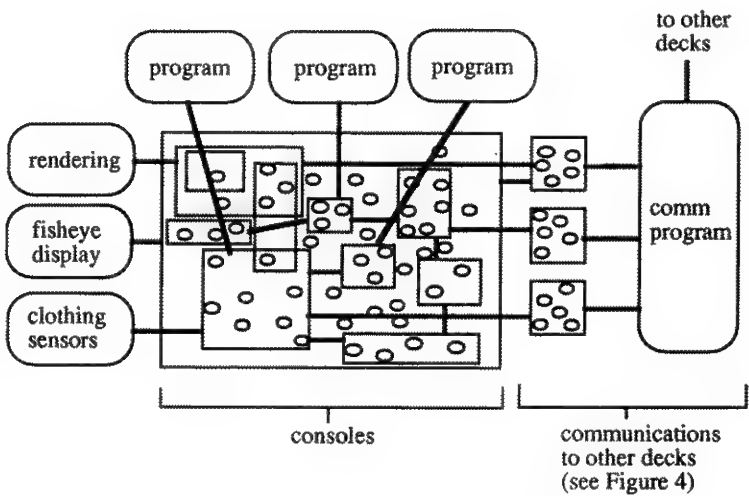 to other
decks
program
program
program
rendering
fisheye
display
clothing
sensors
comm
program
consoles
communications
to other decks
(see Figure 4)